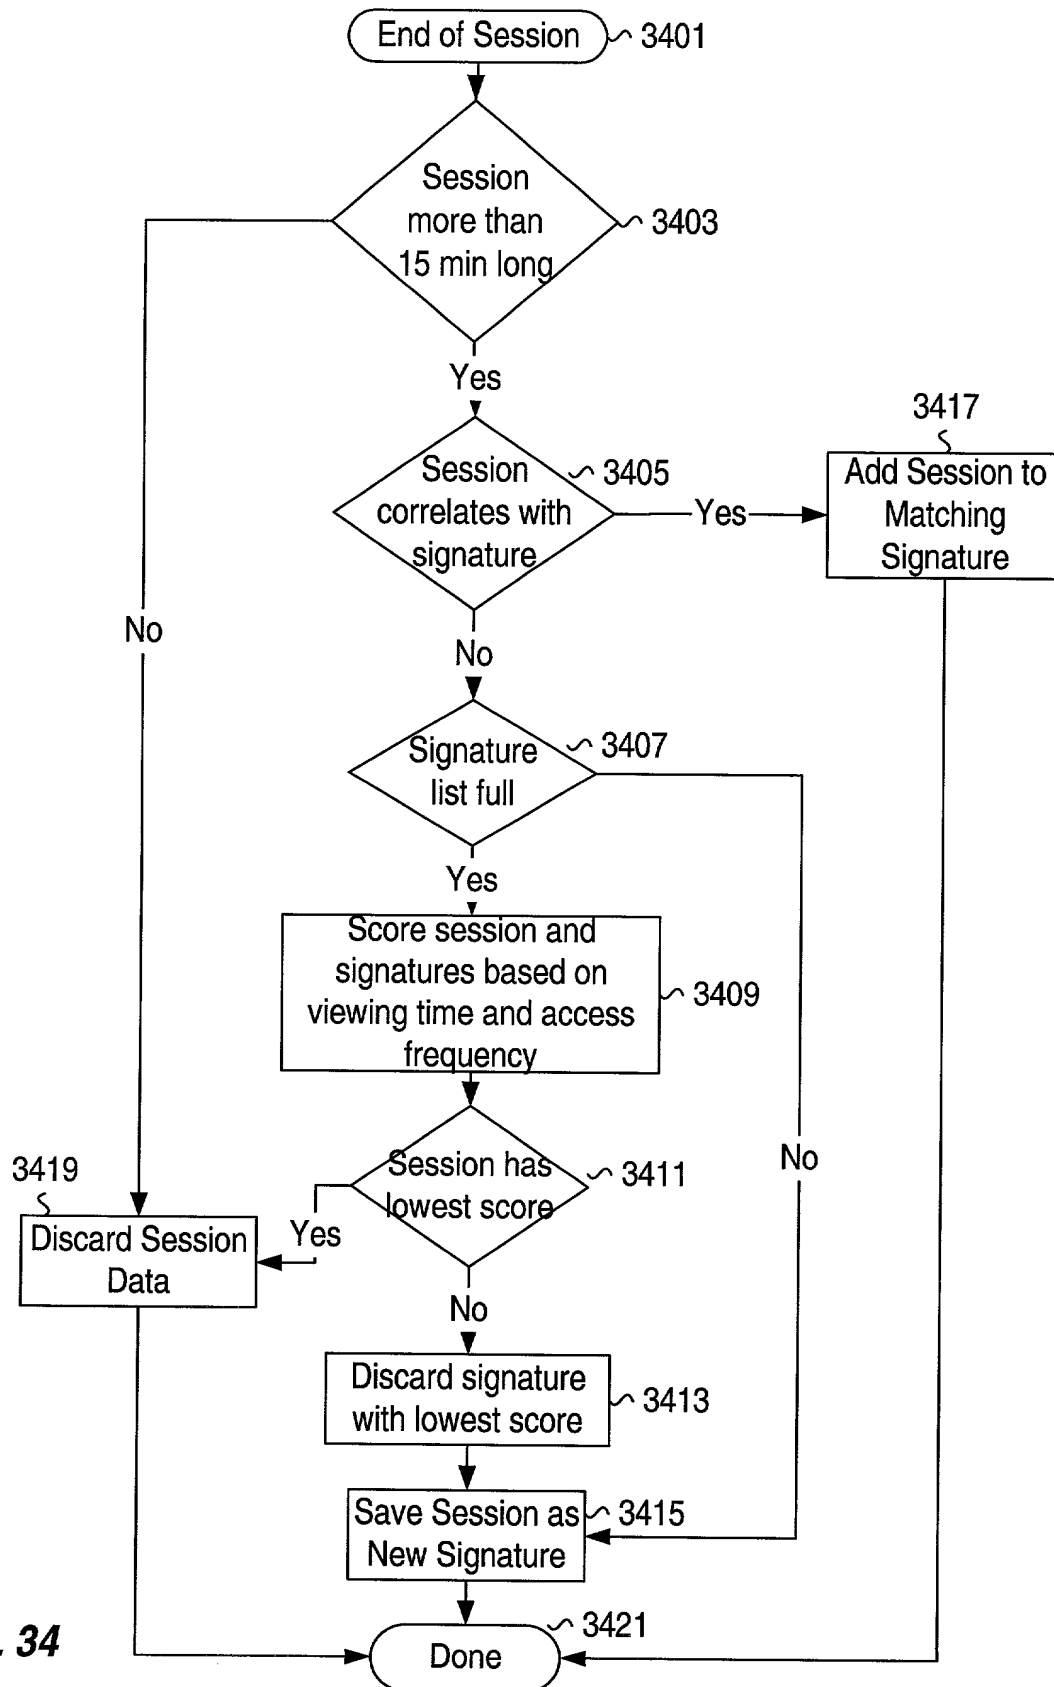 End of Session
3401
Session
more than
15 min long
3403
Yes
3417
Session
correlates with
signature
3405
Yes
Add Session to
Matching
Signature
No
No
Signature
list full
3407
Yes
Score session and
signatures based on
viewing time and access
frequency
3409
No
3419
Session has
lowest score
3411
Yes
Discard Session
Data
No
Discard signature
with lowest score
3413
Save Session as
New Signature
3415
3421
Done
. 34